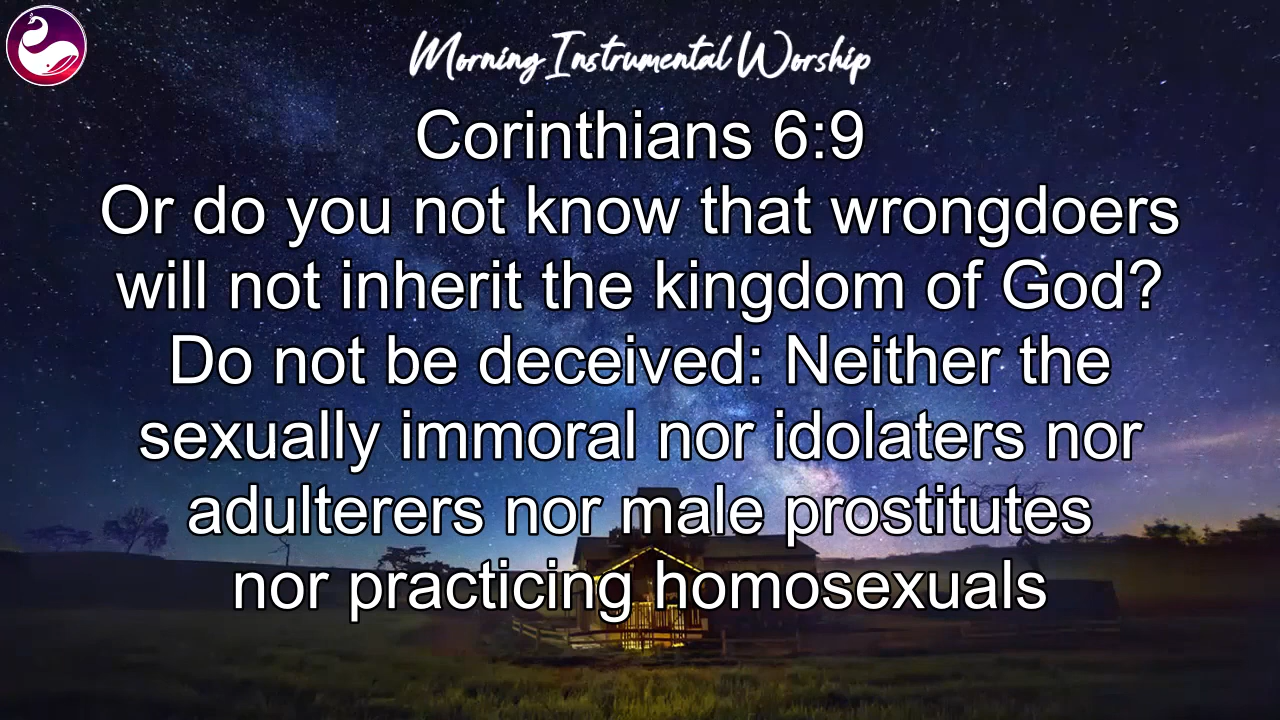 Morning Instrumental Worship
Corinthians 6:9
Or do you not know that wrongdoers
will not inherit the kingdom of God?
Do not be deceived: Neither the
sexually immoral nor idolaters nor
adulterers nor male prostitutes
nor practicing homosexuals